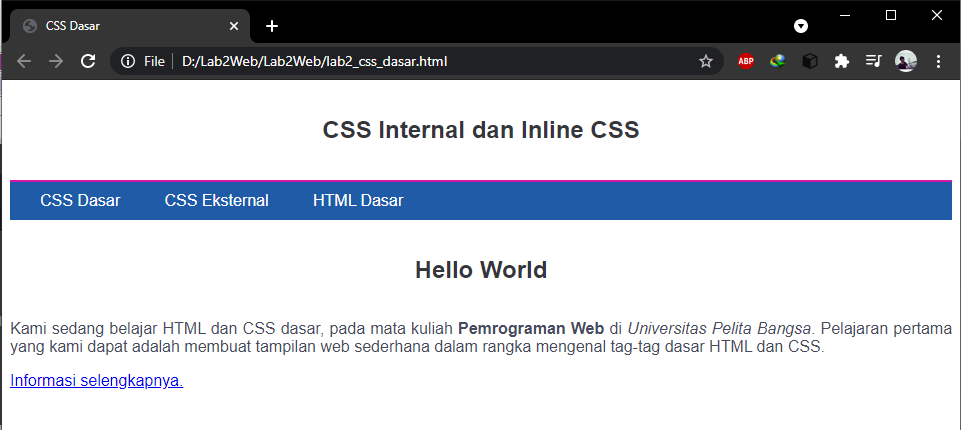 CSS Dasar
File D:/Lab2Web/Lab2Web/lab2_css_dasar.html ABP
CSS Internal dan Inline CSS
CSS Dasar CSS Eksternal HTML Dasar
Hello World
Kami sedang belajar HTML dan CSS dasar, pada mata kuliah Pemrograman Web di Universitas Pelita Bangsa. Pelajaran pertama
yang kami dapat adalah membuat tampilan web sederhana dalam rangka mengenal tag-tag dasar HTML dan CSS.
Informasi selengkapnya.